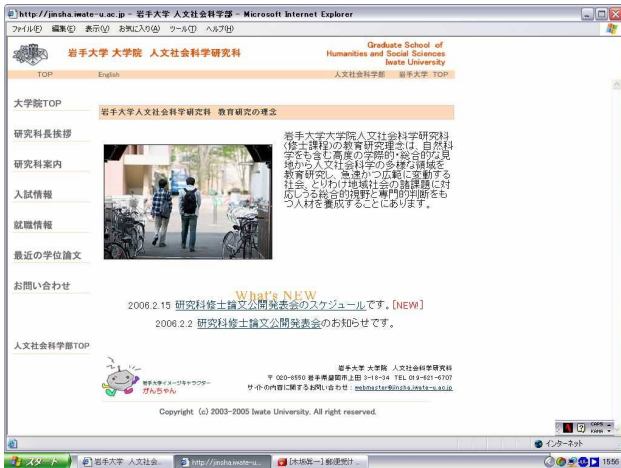 http://jinsha.iwate-u.ac.jp - 岩手大学 人文社会科学部 - Microsoft Internet Explorer
ファイル(F) 編集(E) 表示(V) お気に入り(A) ツール(T) ヘルプ(H)
岩手大学 大学院 人文社会科学研究科
Graduate School of
Humanities and Social Sciences
Iwate University
TOP English 人文社会科学部 岩手大学 TOP
大学院TOP
研究科長挨拶
研究科案内
入試情報
就職情報
最近の学位論文
お問い合わせ
人文社会科学部TOP
岩手大学人文社会科学研究科 教育研究の理念
岩手大学大学院人文社会科学研究科
(修士課程)の教育研究理念は、自然科
学をも含む高度の学際的・総合的な見
地から人文社会科学の多様な領域を
教育研究し、急速かつ広範に変動する
社会、とりわけ地域社会の諸課題に対
応しうる総合的視野と専門的判断をも
つ人材を養成することにあります。
What's NEW
2006.2.15 研究科修士論文公開発表会のスケジュールです。[NEW!]
2006.2.2 研究科修士論文公開発表会のお知らせです。
岩手大学イメージキャラクター
がんちゃん
岩手大学 大学院 人文社会科学研究科
〒 020-8550 岩手県盛岡市上田 3-18-34 TEL 019-621-6707
サイトの内容に関するお問い合わせ: webmaster@jinsha.iwate-u.ac.jp
Copyright (c) 2003-2005 Iwate University. All right reserved.
A CAPS
KANA
インターネット
スタート 岩手大学 人文社会... http://jinsha.iwate-u... [木場昇一] 郵便受け... 15:56